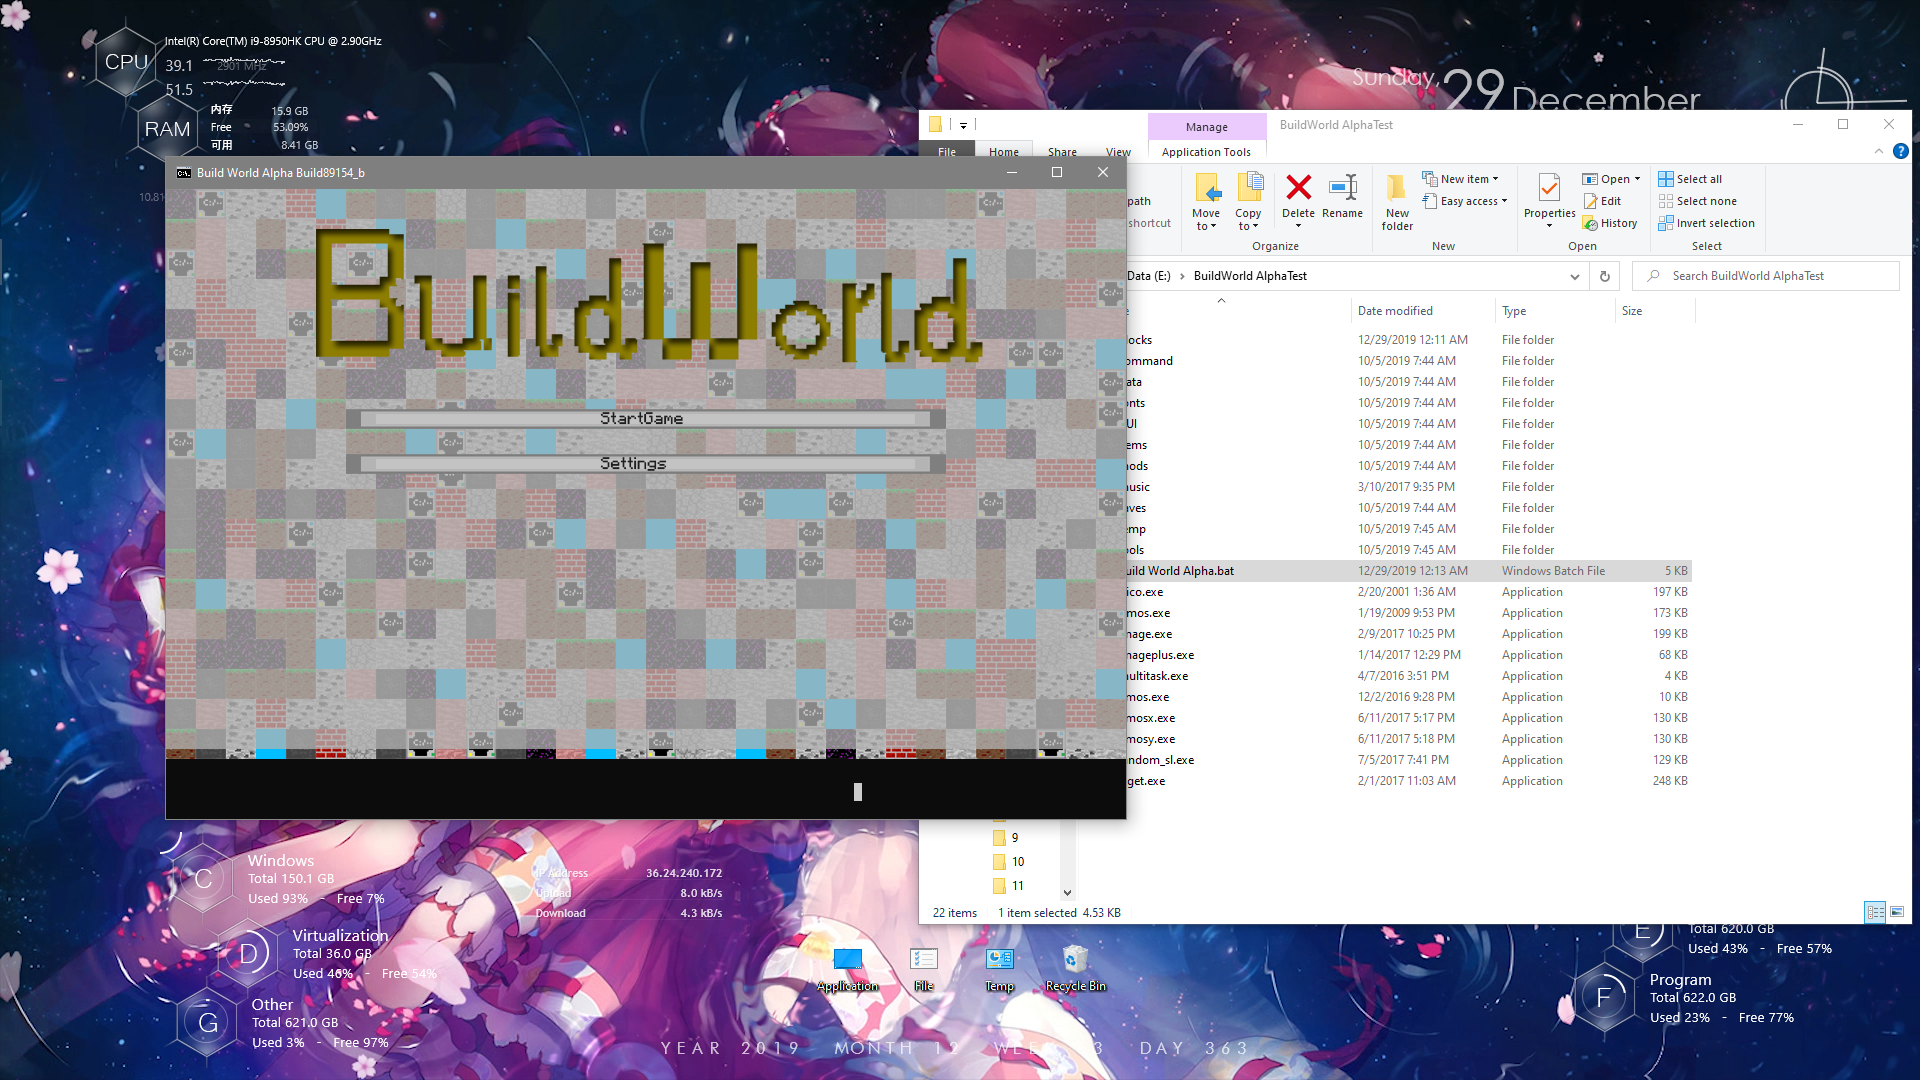 CPU
Intel(R) Core(TM) i9-8950HK CPU @ 2.90GHz
39.1
2901 MHz
51.5
RAM
内存 15.9 GB
Free 53.09%
可用 8.41 GB
Sunday, 29 December
Build World Alpha Build89154_b
BuildWorld
StartGame
Settings
Manage
BuildWorld AlphaTest
File Home Share View Application Tools
path
shortcut
Move to
Copy to
Delete
Rename
Organize
New folder
New item
Easy access
New
Properties
Open
Edit
History
Open
Select all
Select none
Invert selection
Select
Data (E:) › BuildWorld AlphaTest
Search BuildWorld AlphaTest
Date modified Type Size
ocks 12/29/2019 12:11 AM File folder
ommand 10/5/2019 7:44 AM File folder
ata 10/5/2019 7:44 AM File folder
onts 10/5/2019 7:44 AM File folder
UI 10/5/2019 7:44 AM File folder
ems 10/5/2019 7:44 AM File folder
nods 10/5/2019 7:44 AM File folder
nusic 3/10/2017 9:35 PM File folder
aves 10/5/2019 7:44 AM File folder
emp 10/5/2019 7:45 AM File folder
ools 10/5/2019 7:45 AM File folder
uild World Alpha.bat 12/29/2019 12:13 AM Windows Batch File 5 KB
ico.exe 2/20/2001 1:36 AM Application 197 KB
mos.exe 1/19/2009 9:53 PM Application 173 KB
mage.exe 2/9/2017 10:25 PM Application 199 KB
mageplus.exe 1/14/2017 12:29 PM Application 68 KB
nultitask.exe 4/7/2016 3:51 PM Application 4 KB
mos.exe 12/2/2016 9:28 PM Application 10 KB
mosx.exe 6/11/2017 5:17 PM Application 130 KB
mosy.exe 6/11/2017 5:18 PM Application 130 KB
ndom_sl.exe 7/5/2017 7:41 PM Application 129 KB
get.exe 2/1/2017 11:03 AM Application 248 KB
9
10
11
22 items 1 item selected 4.53 KB
C
Windows
Total 150.1 GB
Used 93% - Free 7%
D
Virtualization
Total 36.0 GB
Used 46% - Free 54%
G
Other
Total 621.0 GB
Used 3% - Free 97%
IP Address 36.24.240.172
Upload 8.0 kB/s
Download 4.3 kB/s
Application
File
Temp
Recycle Bin
E
Total 620.0 GB
Used 43% - Free 57%
F
Program
Total 622.0 GB
Used 23% - Free 77%
YEAR 2019 MONTH 12 DAY 363